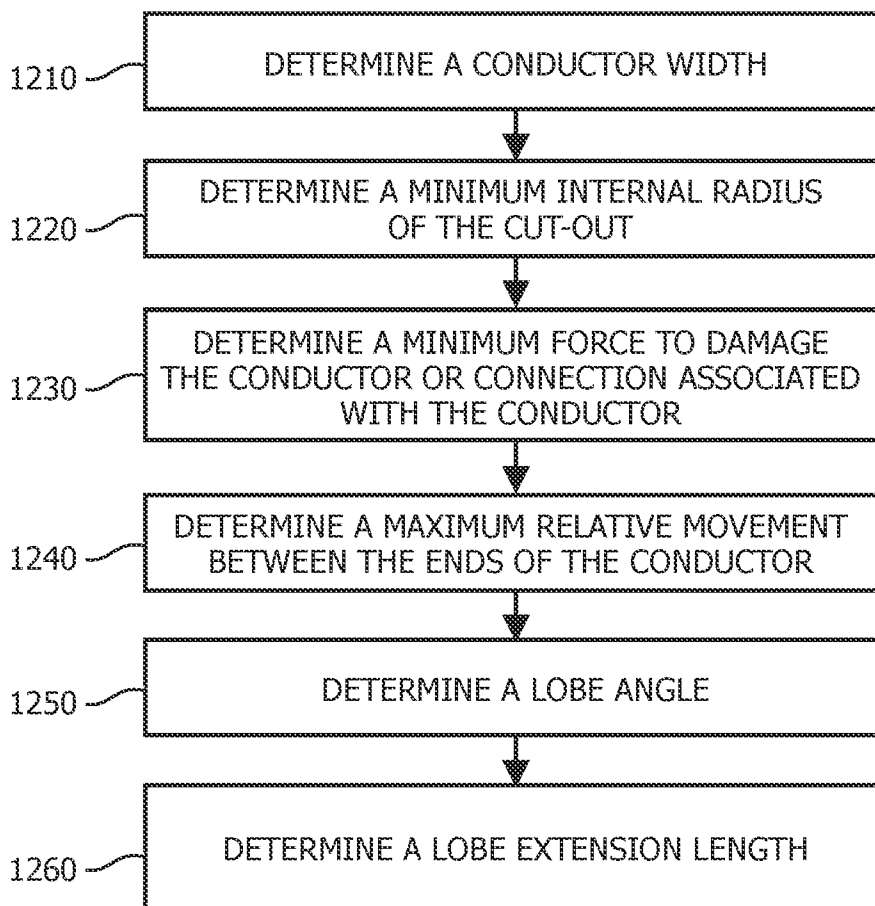 1210
DETERMINE A CONDUCTOR WIDTH
1220
DETERMINE A MINIMUM INTERNAL RADIUS
OF THE CUT-OUT
1230
DETERMINE A MINIMUM FORCE TO DAMAGE
THE CONDUCTOR OR CONNECTION ASSOCIATED
WITH THE CONDUCTOR
1240
DETERMINE A MAXIMUM RELATIVE MOVEMENT
BETWEEN THE ENDS OF THE CONDUCTOR
1250
DETERMINE A LOBE ANGLE
1260
DETERMINE A LOBE EXTENSION LENGTH